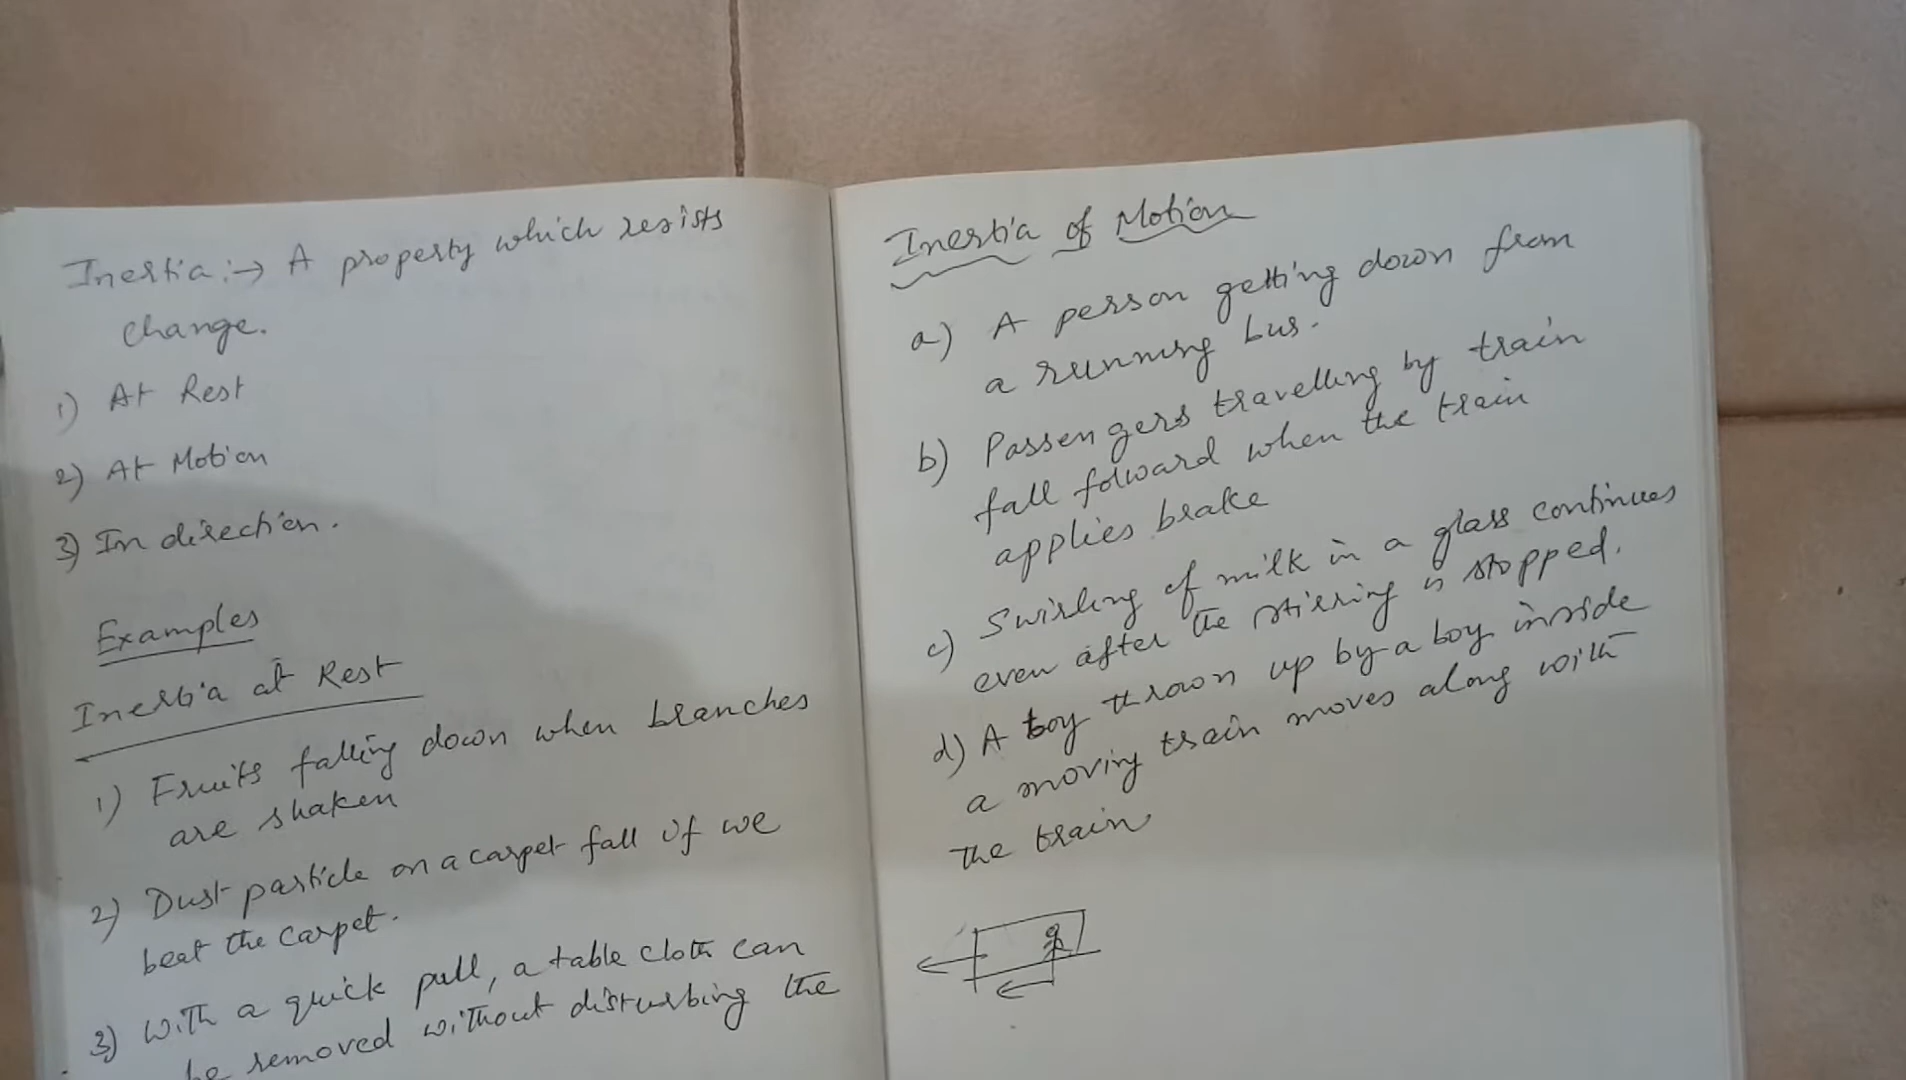 Inertia :→ A property which resists
change.
1) At Rest
2) At Motion
3) In direction.
Examples
Inertia at Rest
1) Fruits falling down when branches
are shaken
2) Dust particle on a carpet fall if we
beat the carpet.
3) With a quick pull, a table cloth can
be removed without disturbing the
Inertia of Motion
a) A person getting down from
a running bus.
b) Passengers travelling by train
fall forward when the train
applies brake
c) Swirling of milk in a glass continues
even after the stirring is stopped.
d) A toy thrown up by a boy inside
a moving train moves along with
the train